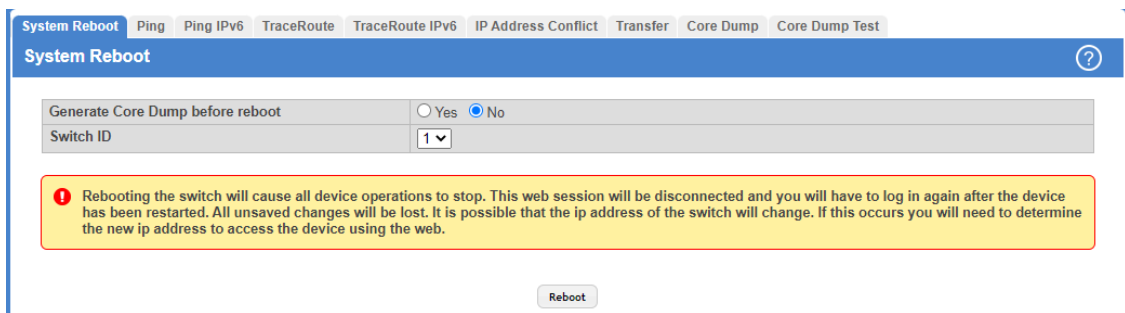 System Reboot Ping Ping IPv6 TraceRoute TraceRoute IPv6 IP Address Conflict Transfer Core Dump Core Dump Test
System Reboot ?
Generate Core Dump before reboot Yes No
Switch ID 1
Rebooting the switch will cause all device operations to stop. This web session will be disconnected and you will have to log in again after the device
has been restarted. All unsaved changes will be lost. It is possible that the ip address of the switch will change. If this occurs you will need to determine
the new ip address to access the device using the web.
Reboot